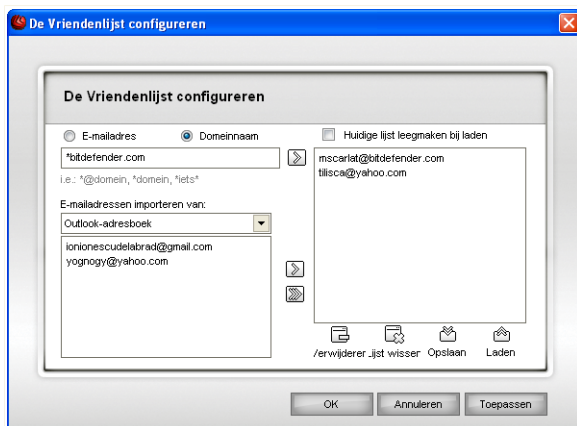 De Vriendenlijst configureren
De Vriendenlijst configureren
E-mailadres
Domeinnaam
*bitdefender.com
i.e.: *@domein, *domein, *iets*
E-mailadressen importeren van:
Outlook-adresboek
ionionescudelabrad@gmail.com
yognogy@yahoo.com
Huidige lijst leegmaken bij laden
mscarlat@bitdefender.com
tilisca@yahoo.com
/erwijderer
.ijst wisser
Opslaan
Laden
OK
Annuleren
Toepassen